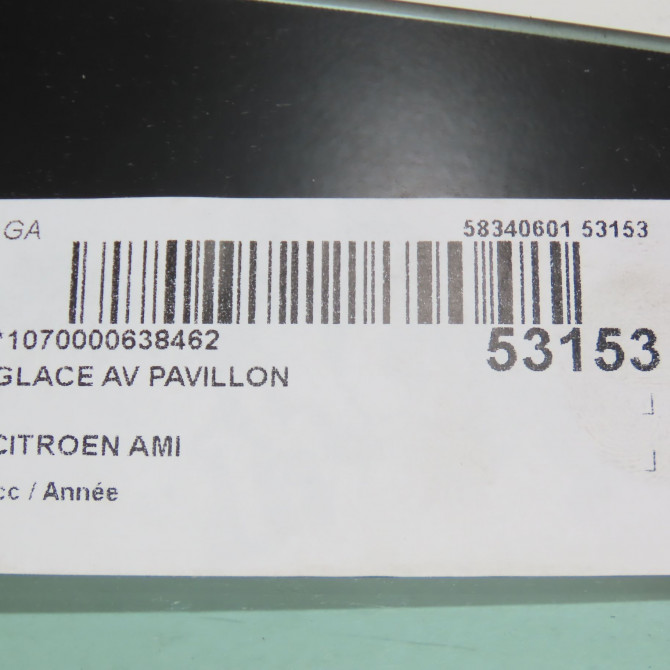 GA
58340601 53153
*1070000638462
53153
GLACE AV PAVILLON
CITROEN AMI
cc / Année